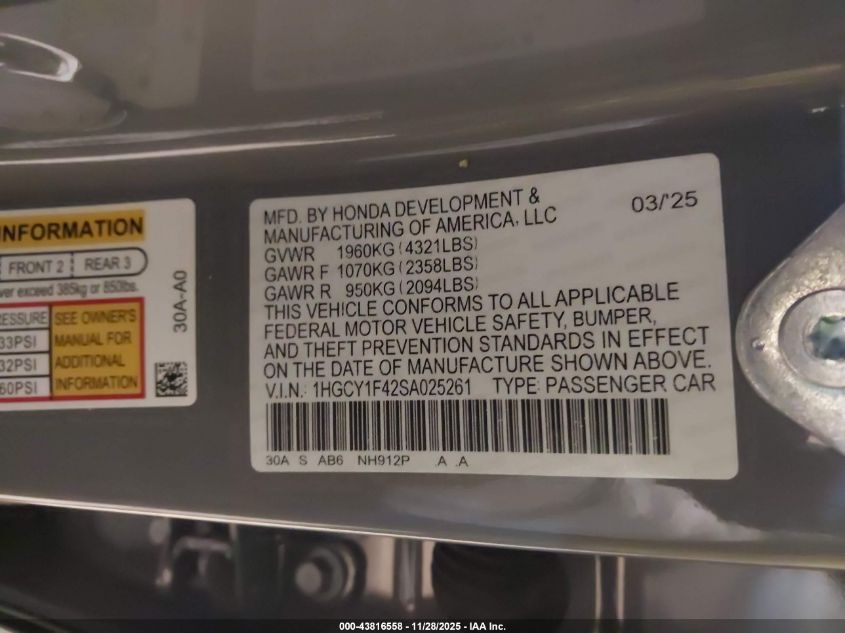 INFORMATION
FRONT 2 REAR 3
ver exceed 385kg or 850lbs.
RESSURE SEE OWNER'S
33PSI MANUAL FOR
32PSI ADDITIONAL
60PSI INFORMATION
30A-A0
MFD. BY HONDA DEVELOPMENT & 03/'25
MANUFACTURING OF AMERICA, LLC
GVWR 1960KG (4321LBS)
GAWR F 1070KG (2358LBS)
GAWR R 950KG (2094LBS)
THIS VEHICLE CONFORMS TO ALL APPLICABLE
FEDERAL MOTOR VEHICLE SAFETY, BUMPER,
AND THEFT PREVENTION STANDARDS IN EFFECT
ON THE DATE OF MANUFACTURE SHOWN ABOVE.
V.I.N.: 1HGCY1F42SA025261 TYPE: PASSENGER CAR
30A S AB6 NH912P .A .A
000-43816558 - 11/28/2025 - IAA Inc.